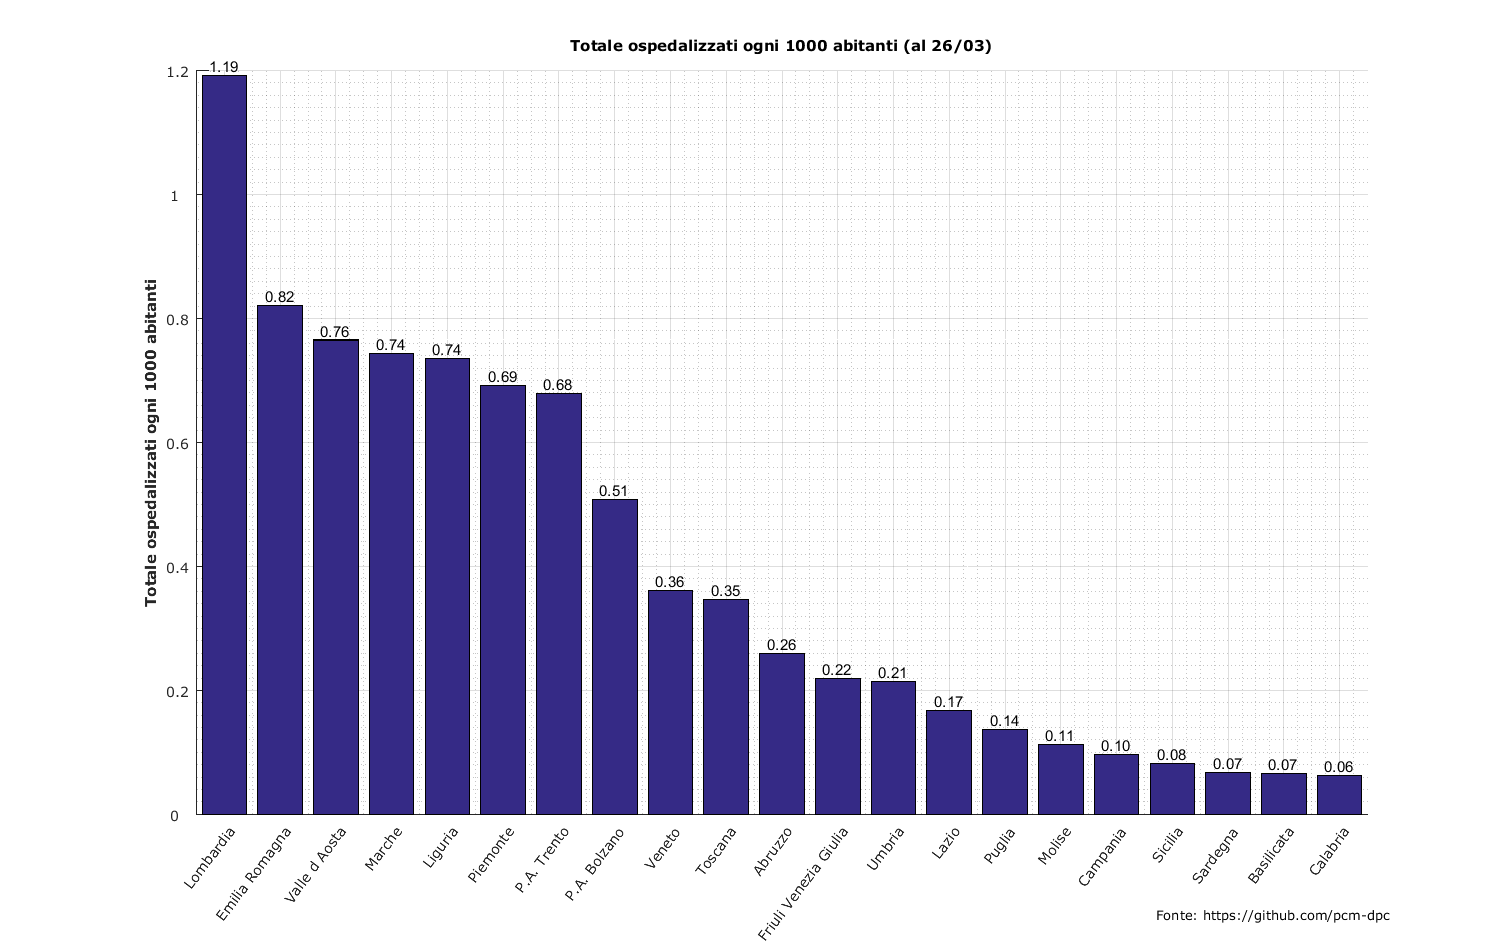 Totale ospedalizzati ogni 1000 abitanti (al 26/03)
Totale ospedalizzati ogni 1000 abitanti
1.2
1
0.8
0.6
0.4
0.2
0
1.19
0.82
0.76
0.74
0.74
0.69
0.68
0.51
0.36
0.35
0.26
0.22
0.21
0.17
0.14
0.11
0.10
0.08
0.07
0.07
0.06
Lombardia
Emilia Romagna
Valle d Aosta
Marche
Liguria
Piemonte
P.A. Trento
P.A. Bolzano
Veneto
Toscana
Abruzzo
Friuli Venezia Giulia
Umbria
Lazio
Puglia
Molise
Campania
Sicilia
Sardegna
Basilicata
Calabria
Fonte: https://github.com/pcm-dpc